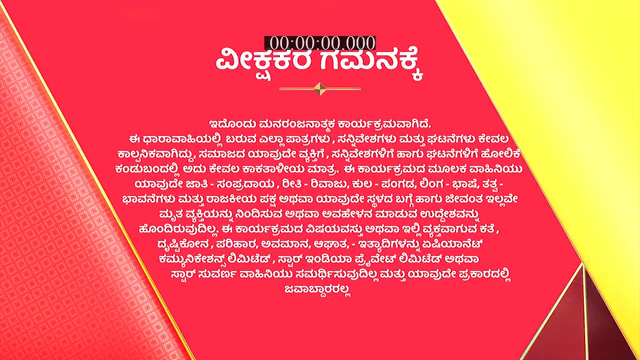 00:00:00.000
ವೀಕ್ಷಕರ ಗಮನಕ್ಕೆ
ಇದೊಂದು ಮನರಂಜನಾತ್ಮಕ ಕಾರ್ಯಕ್ರಮವಾಗಿದೆ.
ಈ ಧಾರಾವಾಹಿಯಲ್ಲಿ ಬರುವ ಎಲ್ಲಾ ಪಾತ್ರಗಳು , ಸನ್ನಿವೇಶಗಳು ಮತ್ತು ಘಟನೆಗಳು ಕೇವಲ
ಕಾಲ್ಪನಿಕವಾಗಿದ್ದು, ಸಮಾಜದ ಯಾವುದೇ ವ್ಯಕ್ತಿಗೆ , ಸನ್ನಿವೇಶಗಳಿಗೆ ಹಾಗು ಘಟನೆಗಳಿಗೆ ಹೋಲಿಕೆ
ಕಂಡುಬಂದಲ್ಲಿ ಅದು ಕೇವಲ ಕಾಕತಾಳೀಯ ಮಾತ್ರ. ಈ ಕಾರ್ಯಕ್ರಮದ ಮೂಲಕ ವಾಹಿನಿಯು
ಯಾವುದೇ ಜಾತಿ - ಸಂಪ್ರದಾಯ , ರೀತಿ - ರಿವಾಜು, ಕುಲ - ಪಂಗಡ, ಲಿಂಗ - ಭಾಷೆ, ತತ್ವ -
ಭಾವನೆಗಳು ಮತ್ತು ರಾಜಕೀಯ ಪಕ್ಷ ಅಥವಾ ಯಾವುದೇ ಸ್ಥಳದ ಬಗ್ಗೆ ಹಾಗು ಜೀವಂತ ಇಲ್ಲವೇ
ಮೃತ ವ್ಯಕ್ತಿಯನ್ನು ನಿಂದಿಸುವ ಅಥವಾ ಅವಹೇಳನ ಮಾಡುವ ಉದ್ದೇಶವನ್ನು
ಹೊಂದಿರುವುದಿಲ್ಲ. ಈ ಕಾರ್ಯಕ್ರಮದ ವಿಷಯವಸ್ತು ಅಥವಾ ಇಲ್ಲಿ ವ್ಯಕ್ತವಾಗುವ ಕತೆ ,
ದೃಷ್ಟಿಕೋನ , ಪರಿಹಾರ, ಅವಮಾನ, ಆಘಾತ, - ಇತ್ಯಾದಿಗಳನ್ನು ಏಷಿಯಾನೆಟ್
ಕಮ್ಯುನಿಕೇಶನ್ಸ್ ಲಿಮಿಟೆಡ್ , ಸ್ಟಾರ್ ಇಂಡಿಯಾ ಪ್ರೈವೇಟ್ ಲಿಮಿಟೆಡ್ ಅಥವಾ
ಸ್ಟಾರ್ ಸುವರ್ಣ ವಾಹಿನಿಯು ಸಮರ್ಥಿಸುವುದಿಲ್ಲ ಮತ್ತು ಯಾವುದೇ ಪ್ರಕಾರದಲ್ಲಿ
ಜವಾಬ್ದಾರರಲ್ಲ